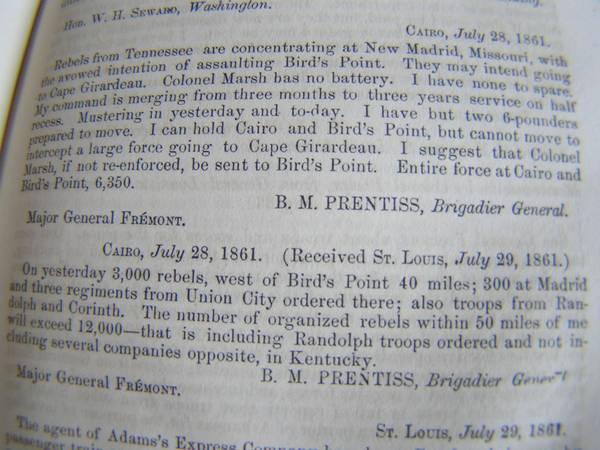 Hon. W. H. SEWARD, Washington.
CAIRO, July 28, 1861.
Rebels from Tennessee are concentrating at New Madrid, Missouri, with
the avowed intention of assaulting Bird's Point. They may intend going
to Cape Girardeau. Colonel Marsh has no battery. I have none to spare.
My command is merging from three months to three years service on half
recess. Mustering in yesterday and to-day. I have but two 6-pounders
prepared to move. I can hold Cairo and Bird's Point, but cannot move to
intercept a large force going to Cape Girardeau. I suggest that Colonel
Marsh, if not re-enforced, be sent to Bird's Point. Entire force at Cairo and
Bird's Point, 6,350.
B. M. PRENTISS, Brigadier General.
Major General FRÉMONT.
CAIRO, July 28, 1861. (Received ST. LOUIS, July 29, 1861.)
On yesterday 3,000 rebels, west of Bird's Point 40 miles; 300 at Madrid
and three regiments from Union City ordered there; also troops from Ran-
dolph and Corinth. The number of organized rebels within 50 miles of me
will exceed 12,000—that is including Randolph troops ordered and not in-
cluding several companies opposite, in Kentucky.
B. M. PRENTISS, Brigadier General
Major General FRÉMONT.
ST. LOUIS, July 29, 1861.
The agent of Adams's Express Company
passenger train